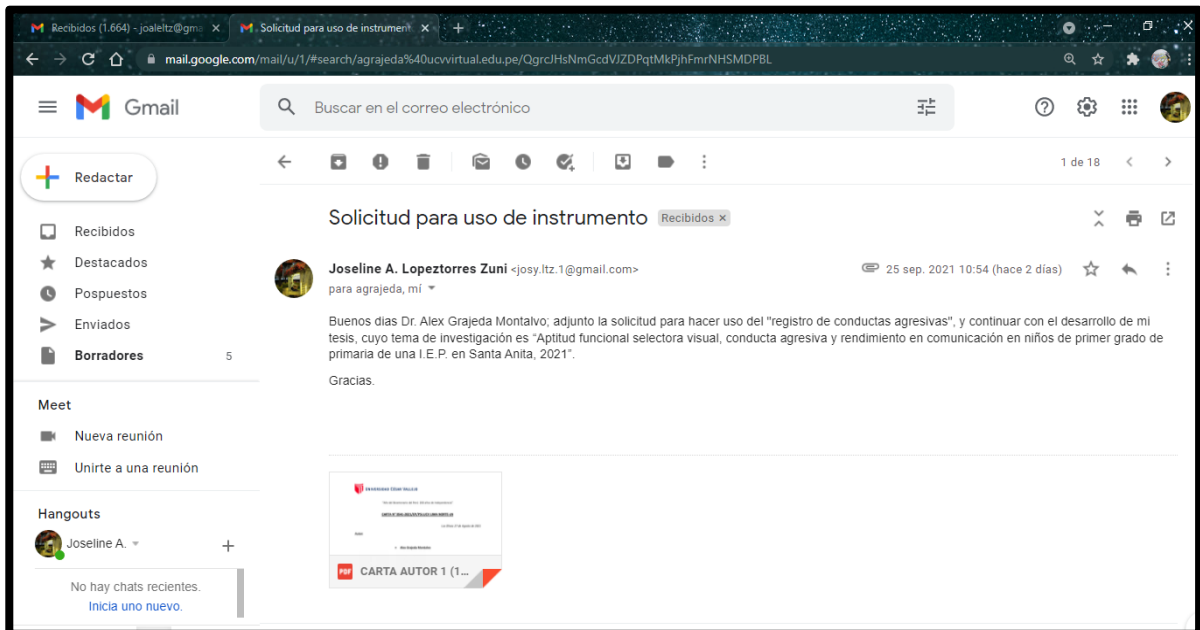 Recibidos (1.664) - joaleltz@gma
Solicitud para uso de instrument
mail.google.com/mail/u/1/#search/agrajeda%40ucvvirtual.edu.pe/QgrcJHsNmGcdVJZDPqtMkPjhFmrNHSMDPBL
Gmail
Buscar en el correo electrónico
Redactar
1 de 18
Recibidos
Destacados
Pospuestos
Enviados
Borradores 5
Meet
Nueva reunión
Unirte a una reunión
Hangouts
Joseline A.
No hay chats recientes.
Inicia uno nuevo.
Solicitud para uso de instrumento Recibidos ×
Joseline A. Lopeztorres Zuni <josy.ltz.1@gmail.com> 25 sep. 2021 10:54 (hace 2 días)
para agrajeda, mí
Buenos dias Dr. Alex Grajeda Montalvo; adjunto la solicitud para hacer uso del "registro de conductas agresivas", y continuar con el desarrollo de mi
tesis, cuyo tema de investigación es “Aptitud funcional selectora visual, conducta agresiva y rendimiento en comunicación en niños de primer grado de
primaria de una I.E.P. en Santa Anita, 2021”.
Gracias.
UNIVERSIDAD CÉSAR VALLEJO
PDF CARTA AUTOR 1 (1...